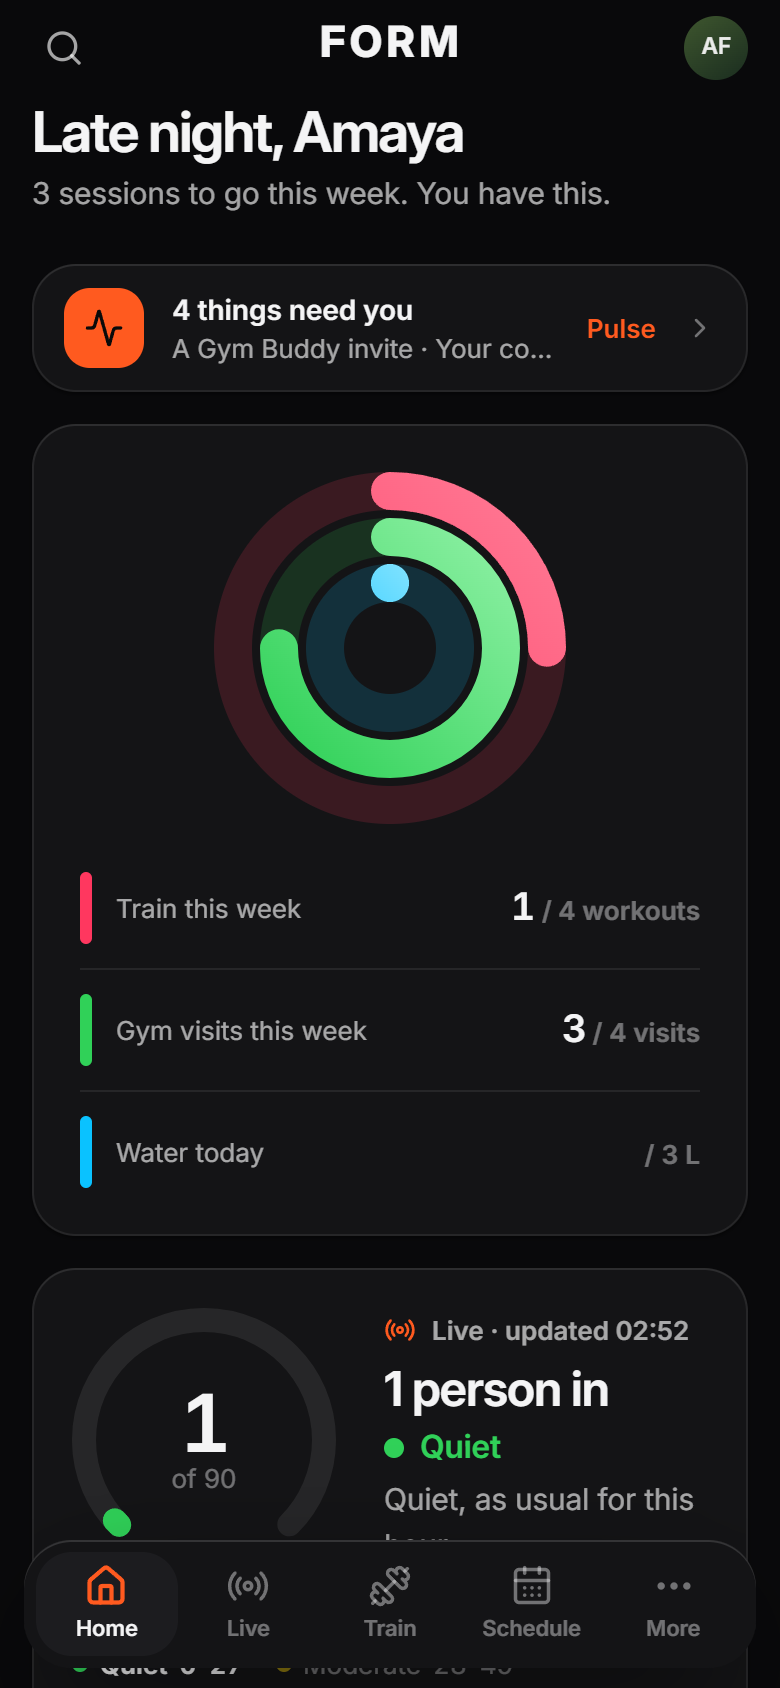 FORM
AF
Late night, Amaya
3 sessions to go this week. You have this.
4 things need you
A Gym Buddy invite · Your co...
Pulse
Train this week
1 / 4 workouts
Gym visits this week
3 / 4 visits
Water today
/ 3 L
Live · updated 02:52
1 person in
Quiet
Quiet, as usual for this
1
of 90
Home
Live
Train
Schedule
More